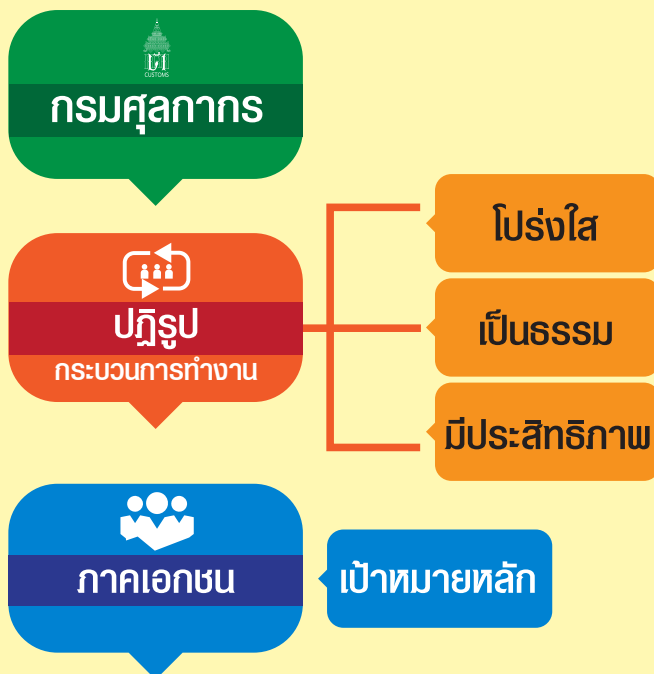 CUSTOMS
กรมศุลกากร
ปฏิรูป
กระบวนการทำงาน
โปร่งใส
เป็นธรรม
มีประสิทธิภาพ
ภาคเอกชน
เป้าหมายหลัก